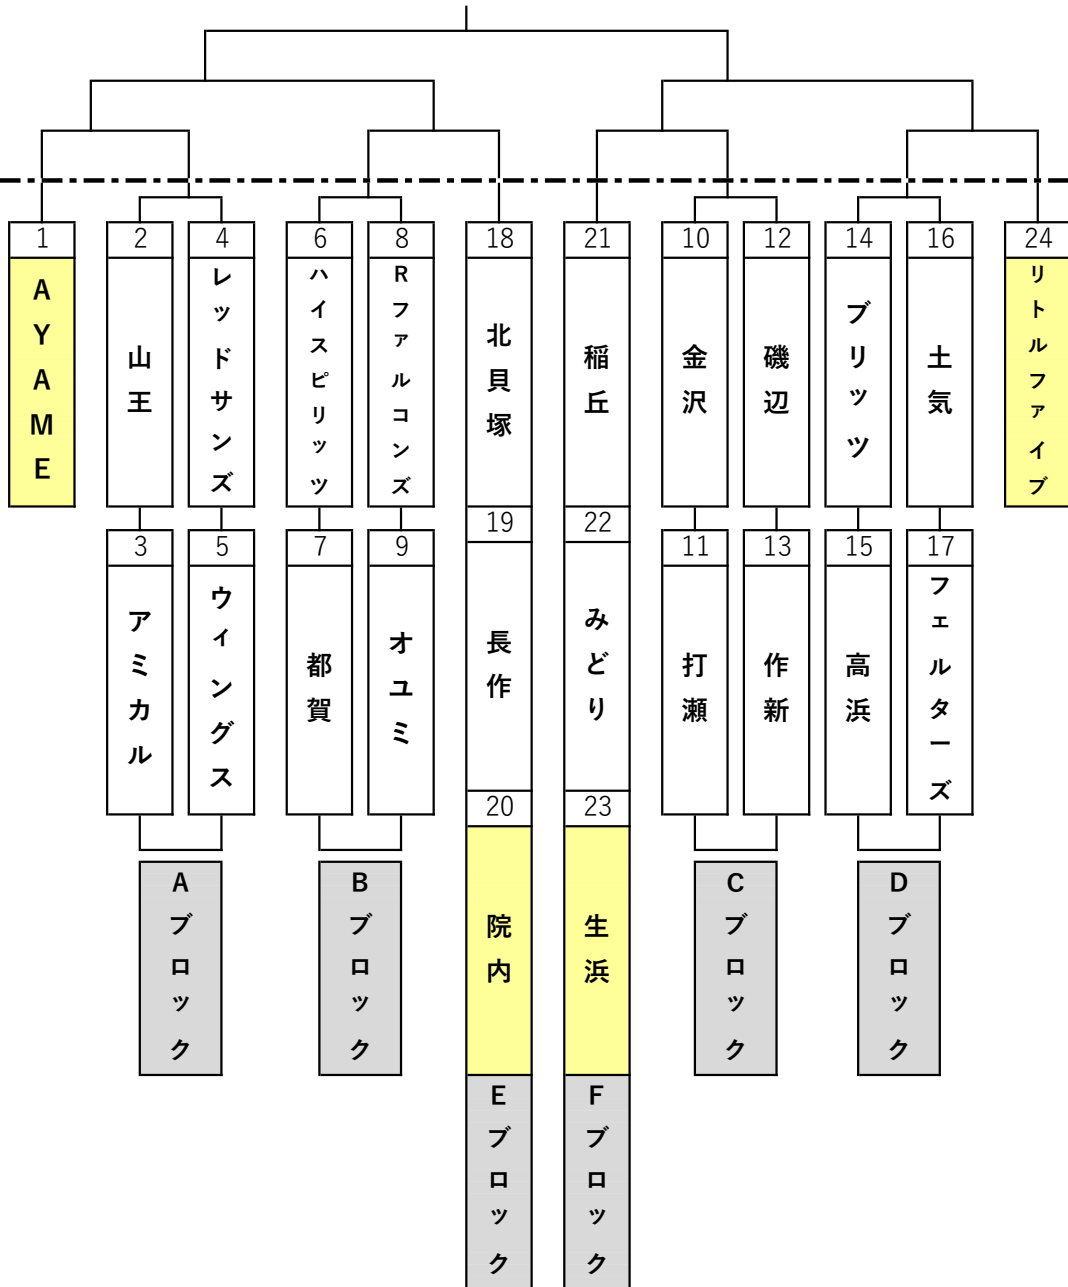 1
2
4
6
8
18
21
10
12
14
16
24
AYAME
山王
レッドサンズ
ハイスピリッツ
Rファルコンズ
北貝塚
稲丘
金沢
磯辺
ブリッツ
土気
リトルファイブ
3
5
7
9
19
22
11
13
15
17
アミカル
ウィングス
都賀
オユミ
長作
みどり
打瀬
作新
高浜
フェルターズ
20
23
院内
生浜
Aブロック
Bブロック
Cブロック
Dブロック
Eブロック
Fブロック